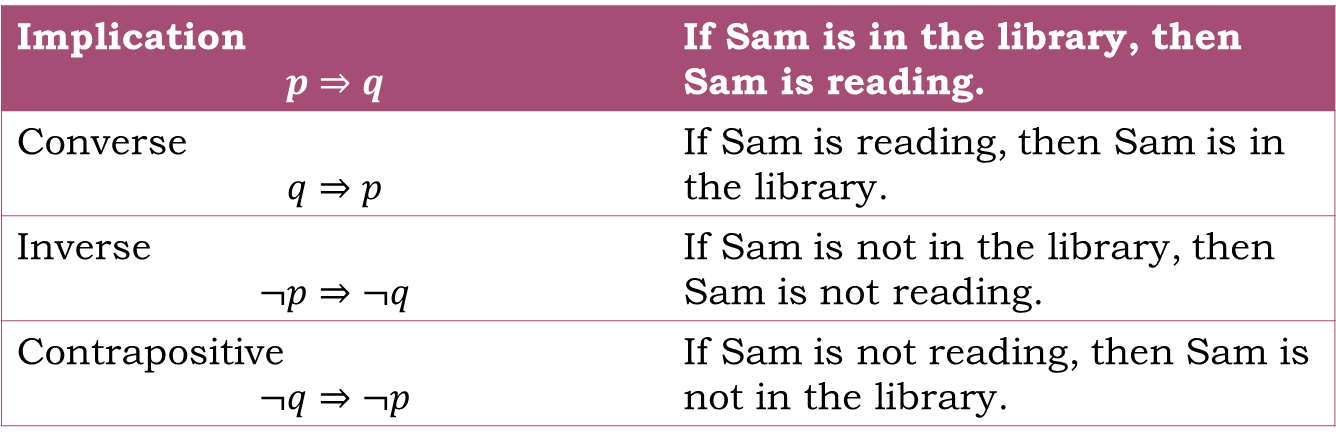 Implication
p ⇒ q
If Sam is in the library, then
Sam is reading.
Converse
q ⇒ p
If Sam is reading, then Sam is in
the library.
Inverse
¬p ⇒ ¬q
If Sam is not in the library, then
Sam is not reading.
Contrapositive
¬q ⇒ ¬p
If Sam is not reading, then Sam is
not in the library.